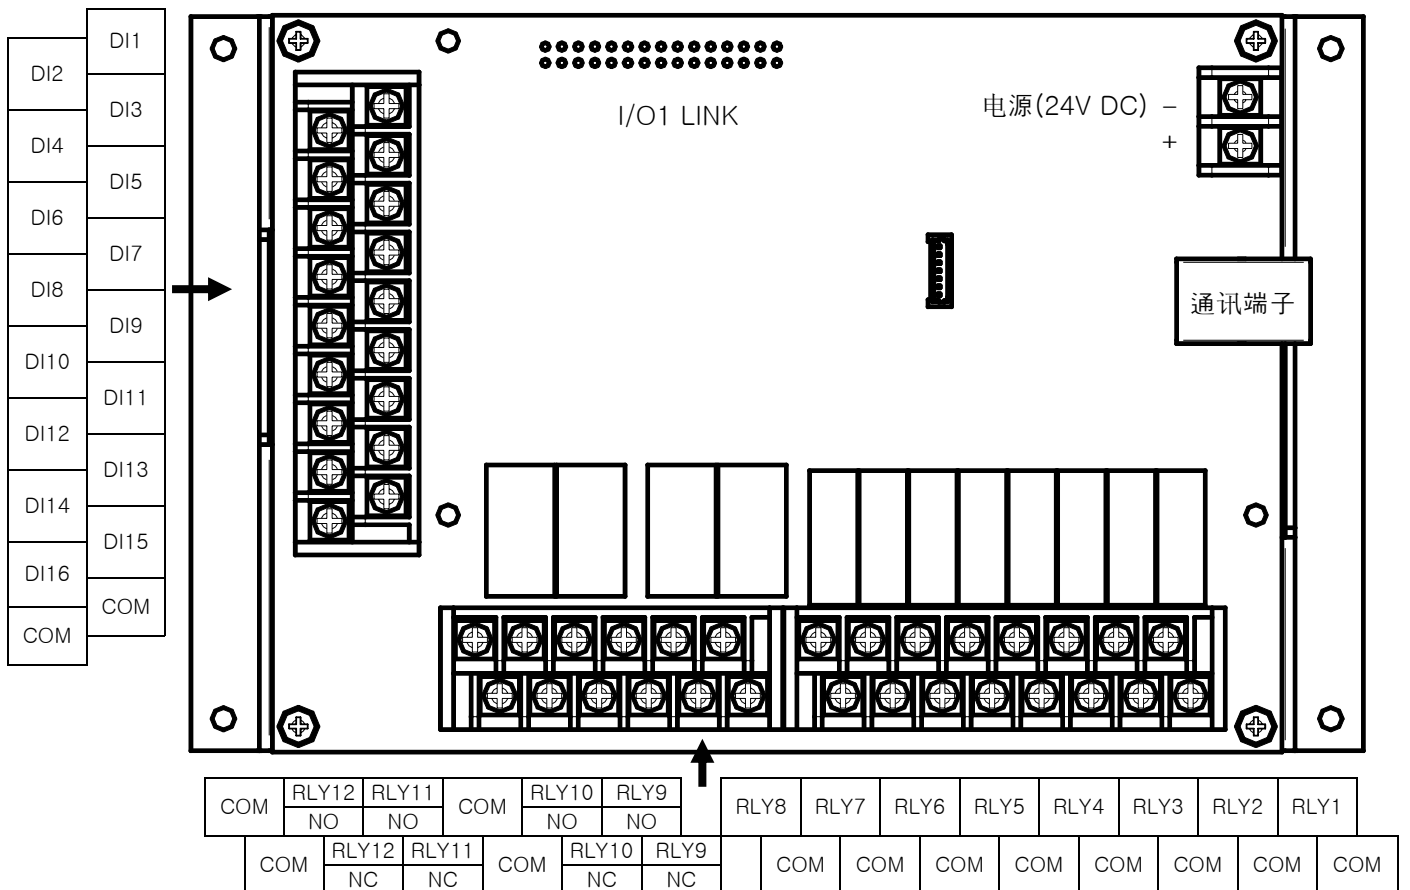 DI1
DI2
DI3
DI4
DI5
DI6
DI7
DI8
DI9
DI10
DI11
DI12
DI13
DI14
DI15
DI16
COM
COM
I/O1 LINK
电源(24V DC) －
+
通讯端子
COM RLY12 RLY11 COM RLY10 RLY9 RLY8 RLY7 RLY6 RLY5 RLY4 RLY3 RLY2 RLY1
NO NO NO NO
COM RLY12 RLY11 COM RLY10 RLY9 COM COM COM COM COM COM COM COM
NC NC NC NC